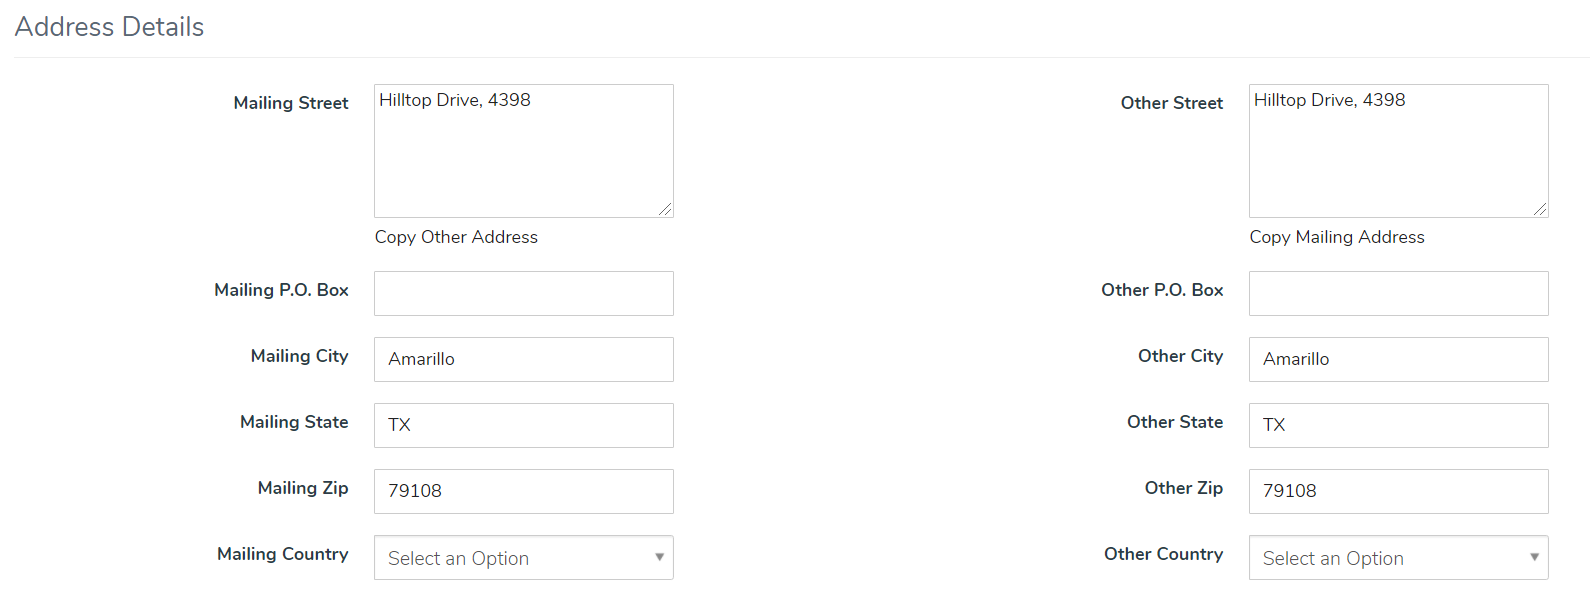 Address Details
Mailing Street
Hilltop Drive, 4398
Other Street
Hilltop Drive, 4398
Copy Other Address
Copy Mailing Address
Mailing P.O. Box
Other P.O. Box
Mailing City
Amarillo
Other City
Amarillo
Mailing State
TX
Other State
TX
Mailing Zip
79108
Other Zip
79108
Mailing Country
Select an Option
Other Country
Select an Option